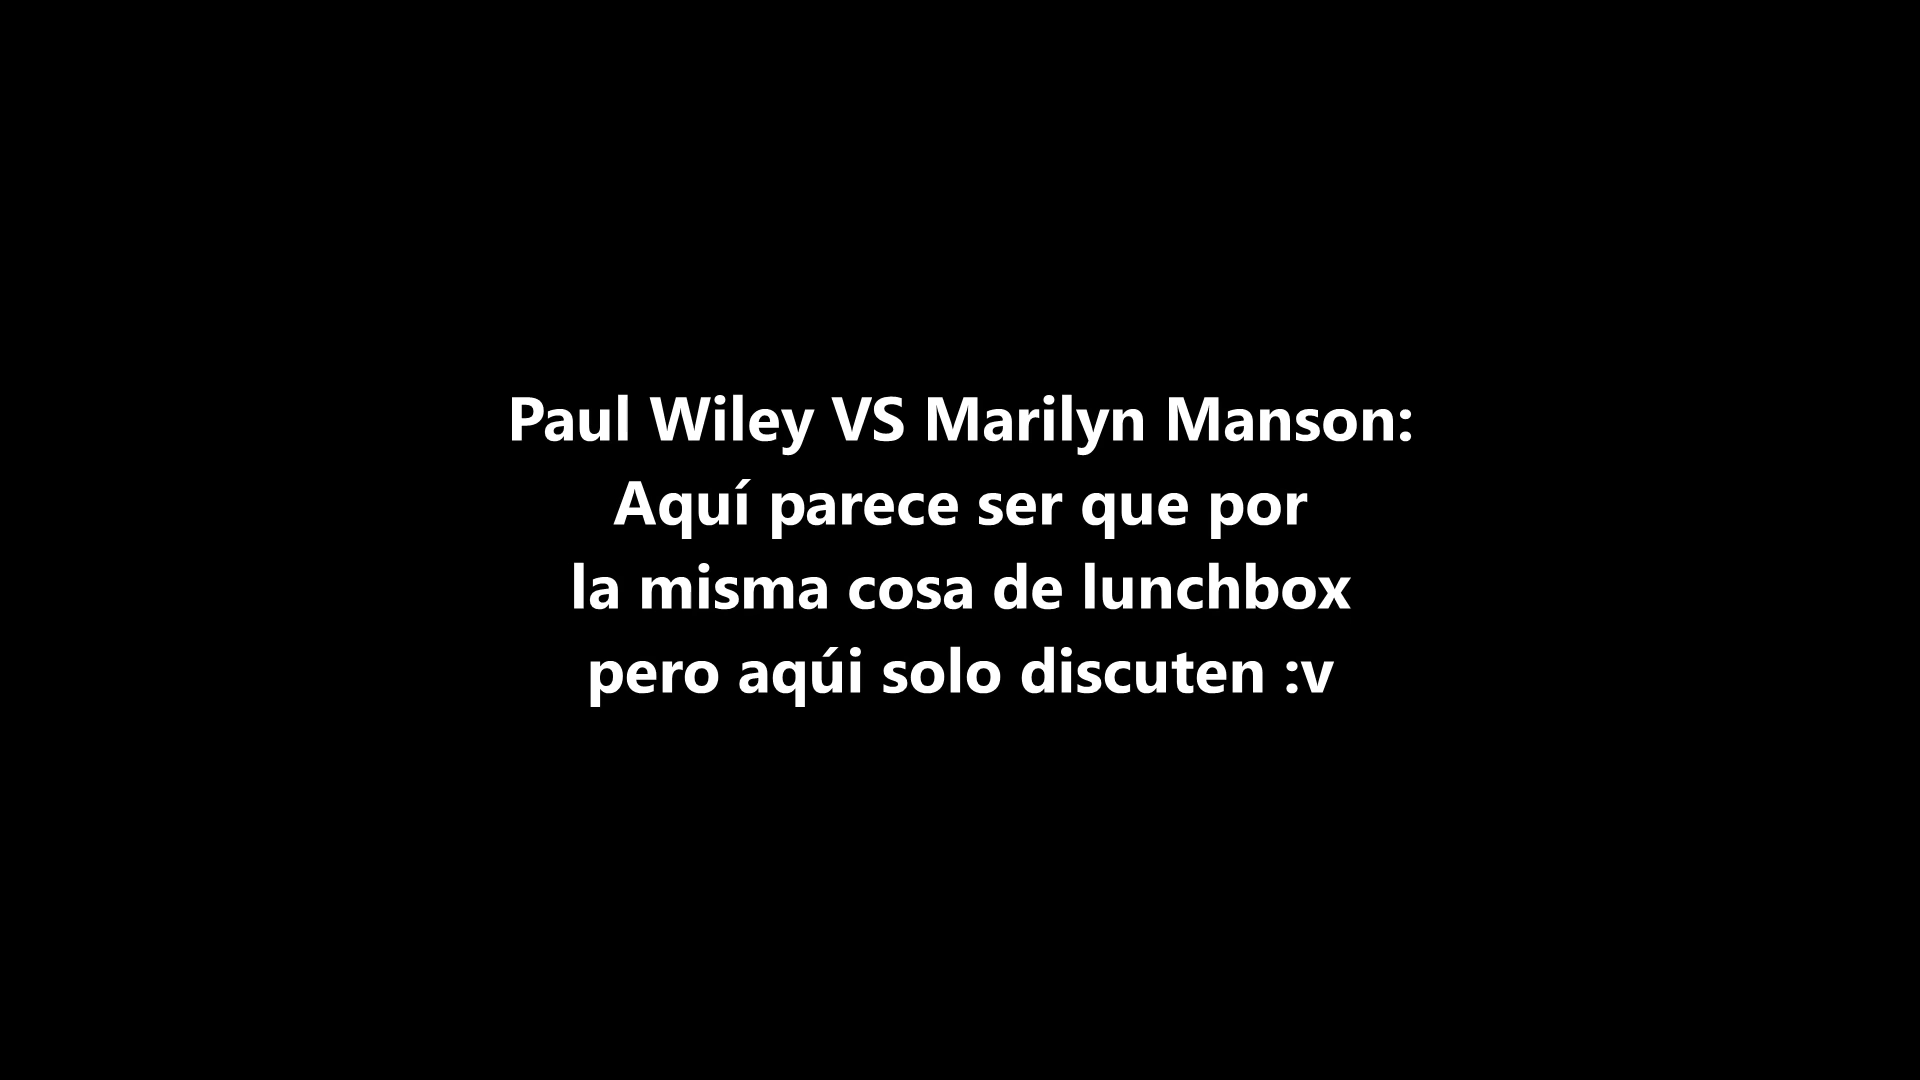 Paul Wiley VS Marilyn Manson:
Aquí parece ser que por
la misma cosa de lunchbox
pero aqúi solo discuten :v